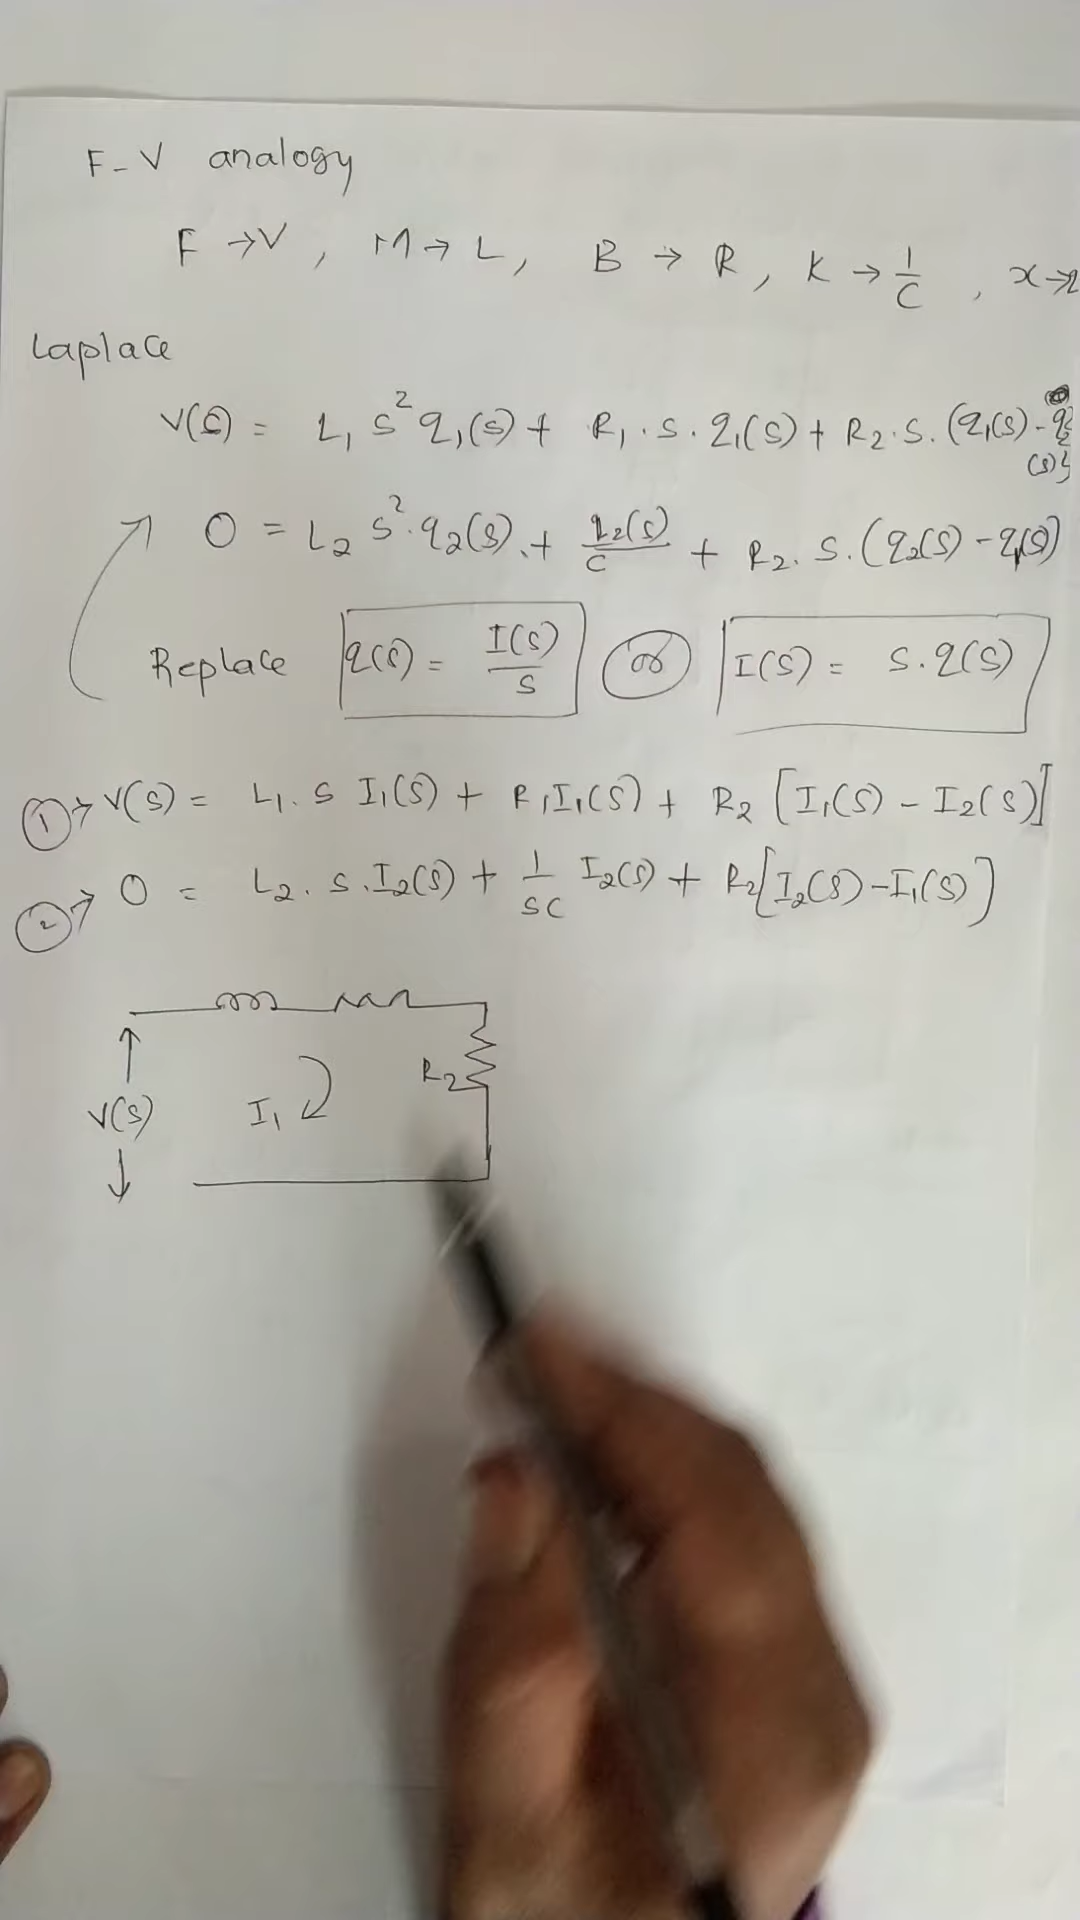 F-V analogy
F → V, M → L, B → R, K → 1/C, x →
Laplace
V(s) = L₁ s² q₁(s) + R₁. s. q₁(s) + R₂. s. (q₁(s) - q₂(s)}
0 = L₂ s². q₂(s) + q₂(s)/C + R₂. s. (q₂(s) - q₁(s))
Replace q(s) = I(s)/s or I(s) = s. q(s)
① → V(s) = L₁. s I₁(s) + R₁I₁(s) + R₂ [I₁(s) - I₂(s)]
② → 0 = L₂. s. I₂(s) + 1/sc I₂(s) + R₂[I₂(s) - I₁(s)]
R₂
V(s) I₁